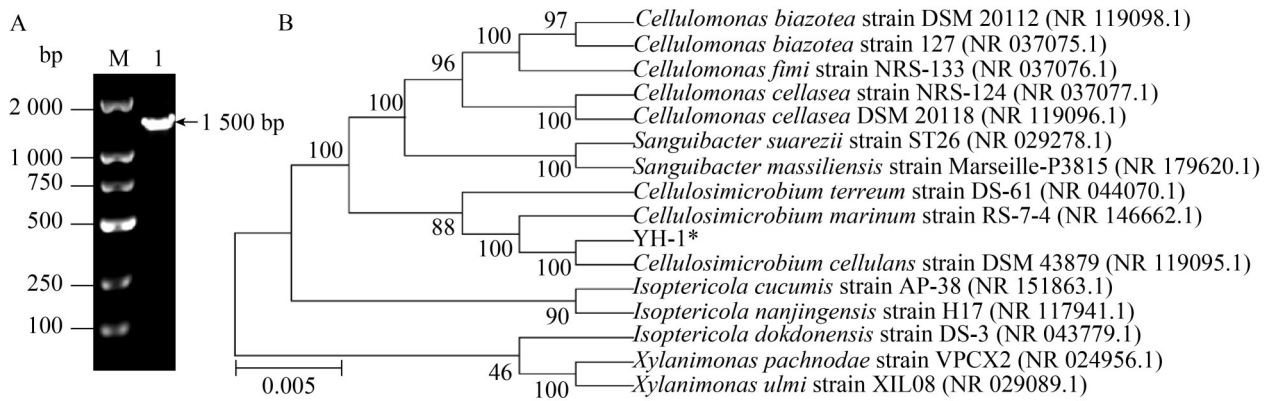 A
bp M 1
2 000
1 500 bp
1 000
750
500
250
100
B
97
100
96
100
100
100
100
88
100
100
90
46
100
0.005
Cellulomonas biazotea strain DSM 20112 (NR 119098.1)
Cellulomonas biazotea strain 127 (NR 037075.1)
Cellulomonas fimi strain NRS-133 (NR 037076.1)
Cellulomonas cellasea strain NRS-124 (NR 037077.1)
Cellulomonas cellasea DSM 20118 (NR 119096.1)
Sanguibacter suarezii strain ST26 (NR 029278.1)
Sanguibacter massiliensis strain Marseille-P3815 (NR 179620.1)
Cellulosimicrobium terreum strain DS-61 (NR 044070.1)
Cellulosimicrobium marinum strain RS-7-4 (NR 146662.1)
YH-1*
Cellulosimicrobium cellulans strain DSM 43879 (NR 119095.1)
Isoptericola cucumis strain AP-38 (NR 151863.1)
Isoptericola nanjingensis strain H17 (NR 117941.1)
Isoptericola dokdonensis strain DS-3 (NR 043779.1)
Xylanimonas pachnodae strain VPCX2 (NR 024956.1)
Xylanimonas ulmi strain XIL08 (NR 029089.1)